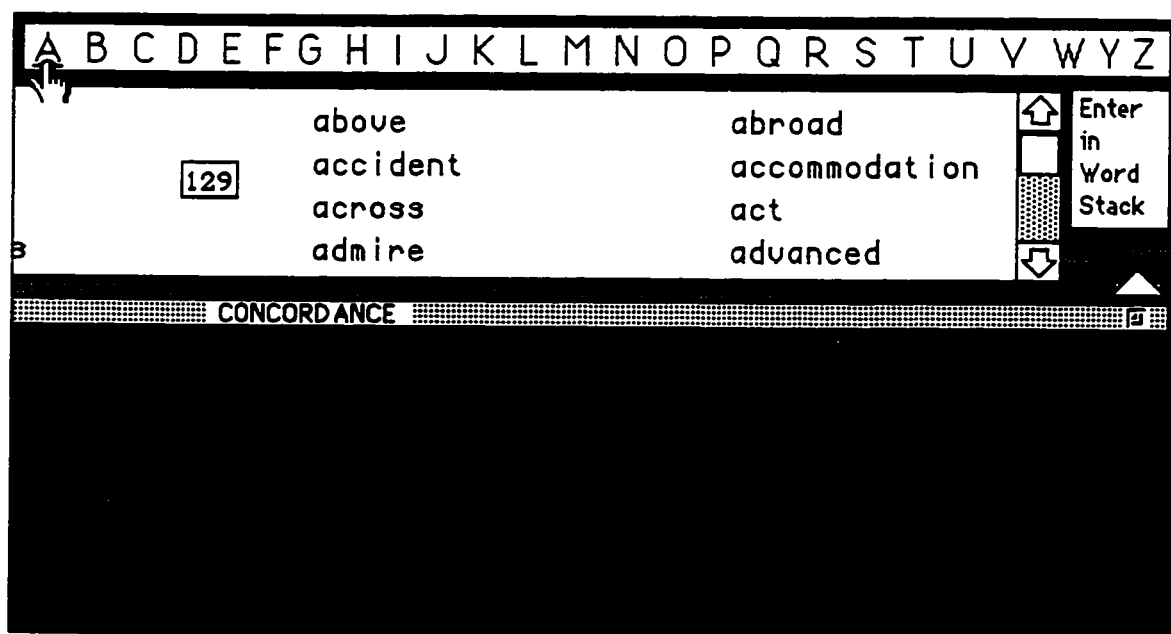 A B C D E F G H I J K L M N O P Q R S T U V W Y Z
above abroad
accident accommodation
129
across act
admire advanced
Enter
in
Word
Stack
CONCORDANCE